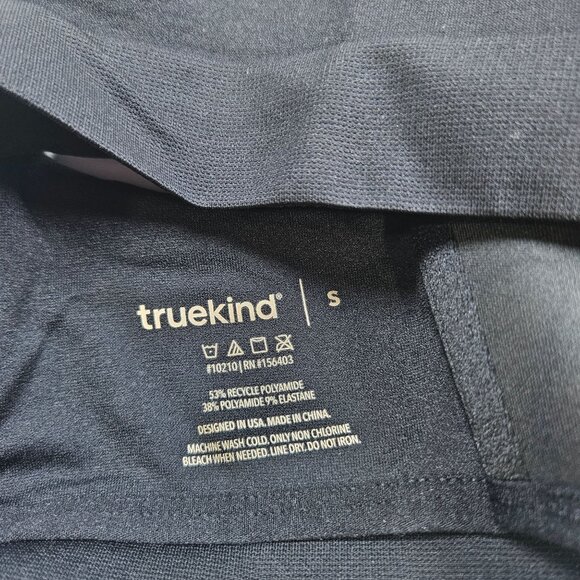 truekind® | S
#10210 | RN #156403
53% RECYCLE POLYAMIDE
38% POLYAMIDE 9% ELASTANE
DESIGNED IN USA. MADE IN CHINA.
MACHINE WASH COLD. ONLY NON CHLORINE
BLEACH WHEN NEEDED. LINE DRY. DO NOT IRON.